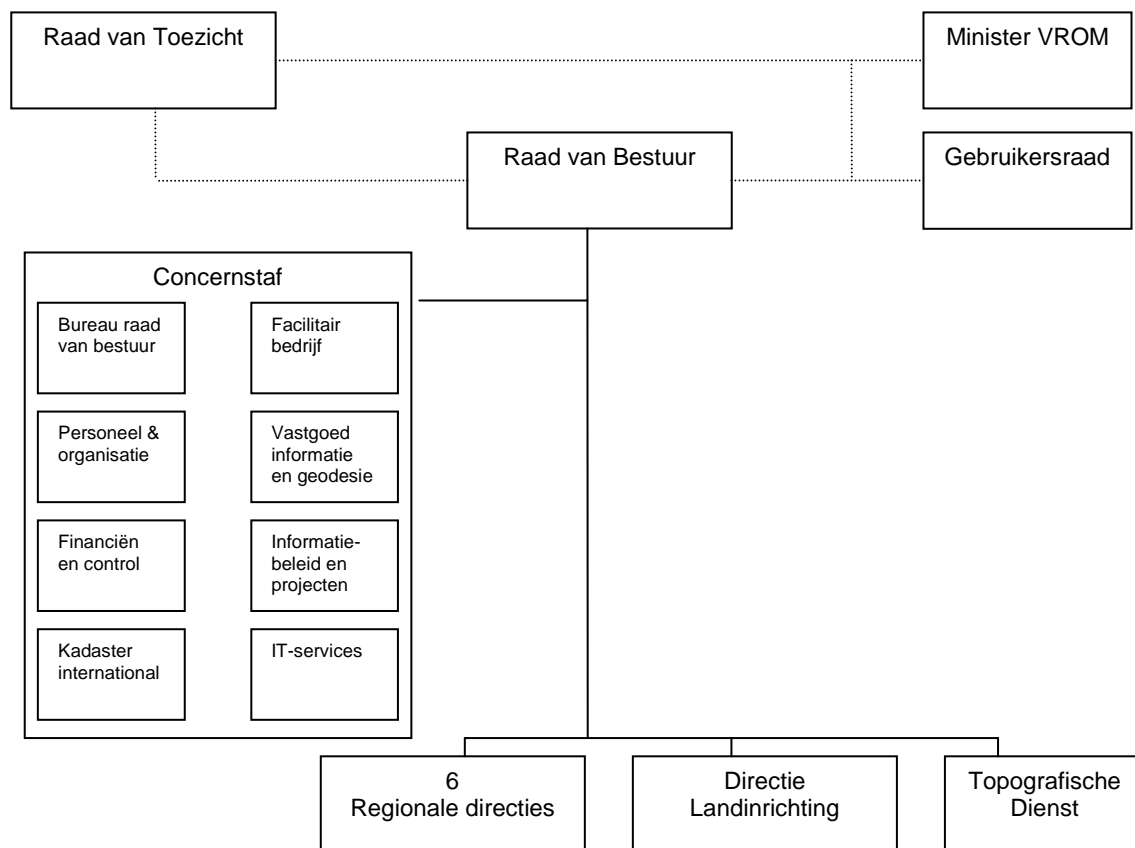 Raad van Toezicht
Minister VROM
Raad van Bestuur
Gebruikersraad
Concernstaf
Bureau raad
van bestuur
Facilitair
bedrijf
Personeel &
organisatie
Vastgoed
informatie
en geodesie
Financiën
en control
Informatie-
beleid en
projecten
Kadaster
international
IT-services
6
Regionale directies
Directie
Landinrichting
Topografische
Dienst